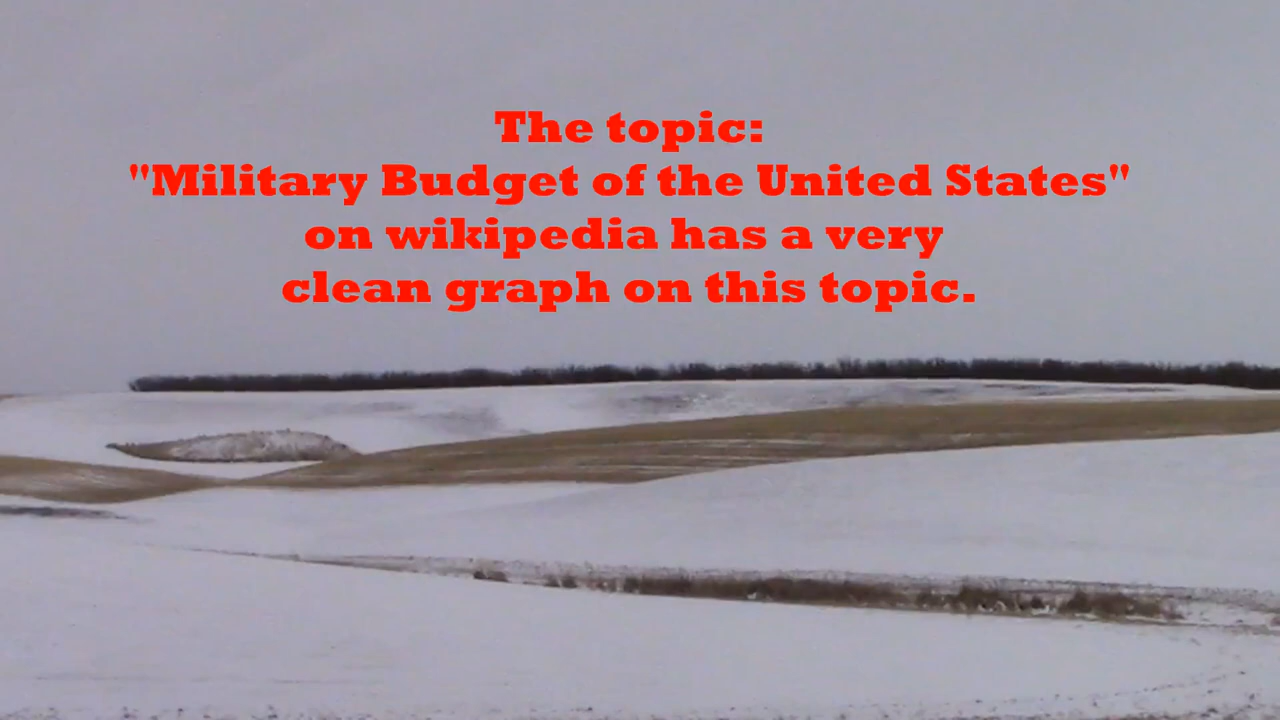 The topic:
"Military Budget of the United States"
on wikipedia has a very
clean graph on this topic.